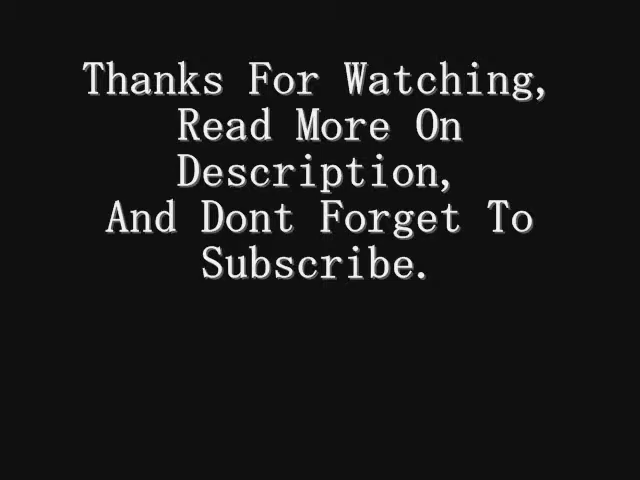 Thanks For Watching,
Read More On
Description,
And Dont Forget To
Subscribe.